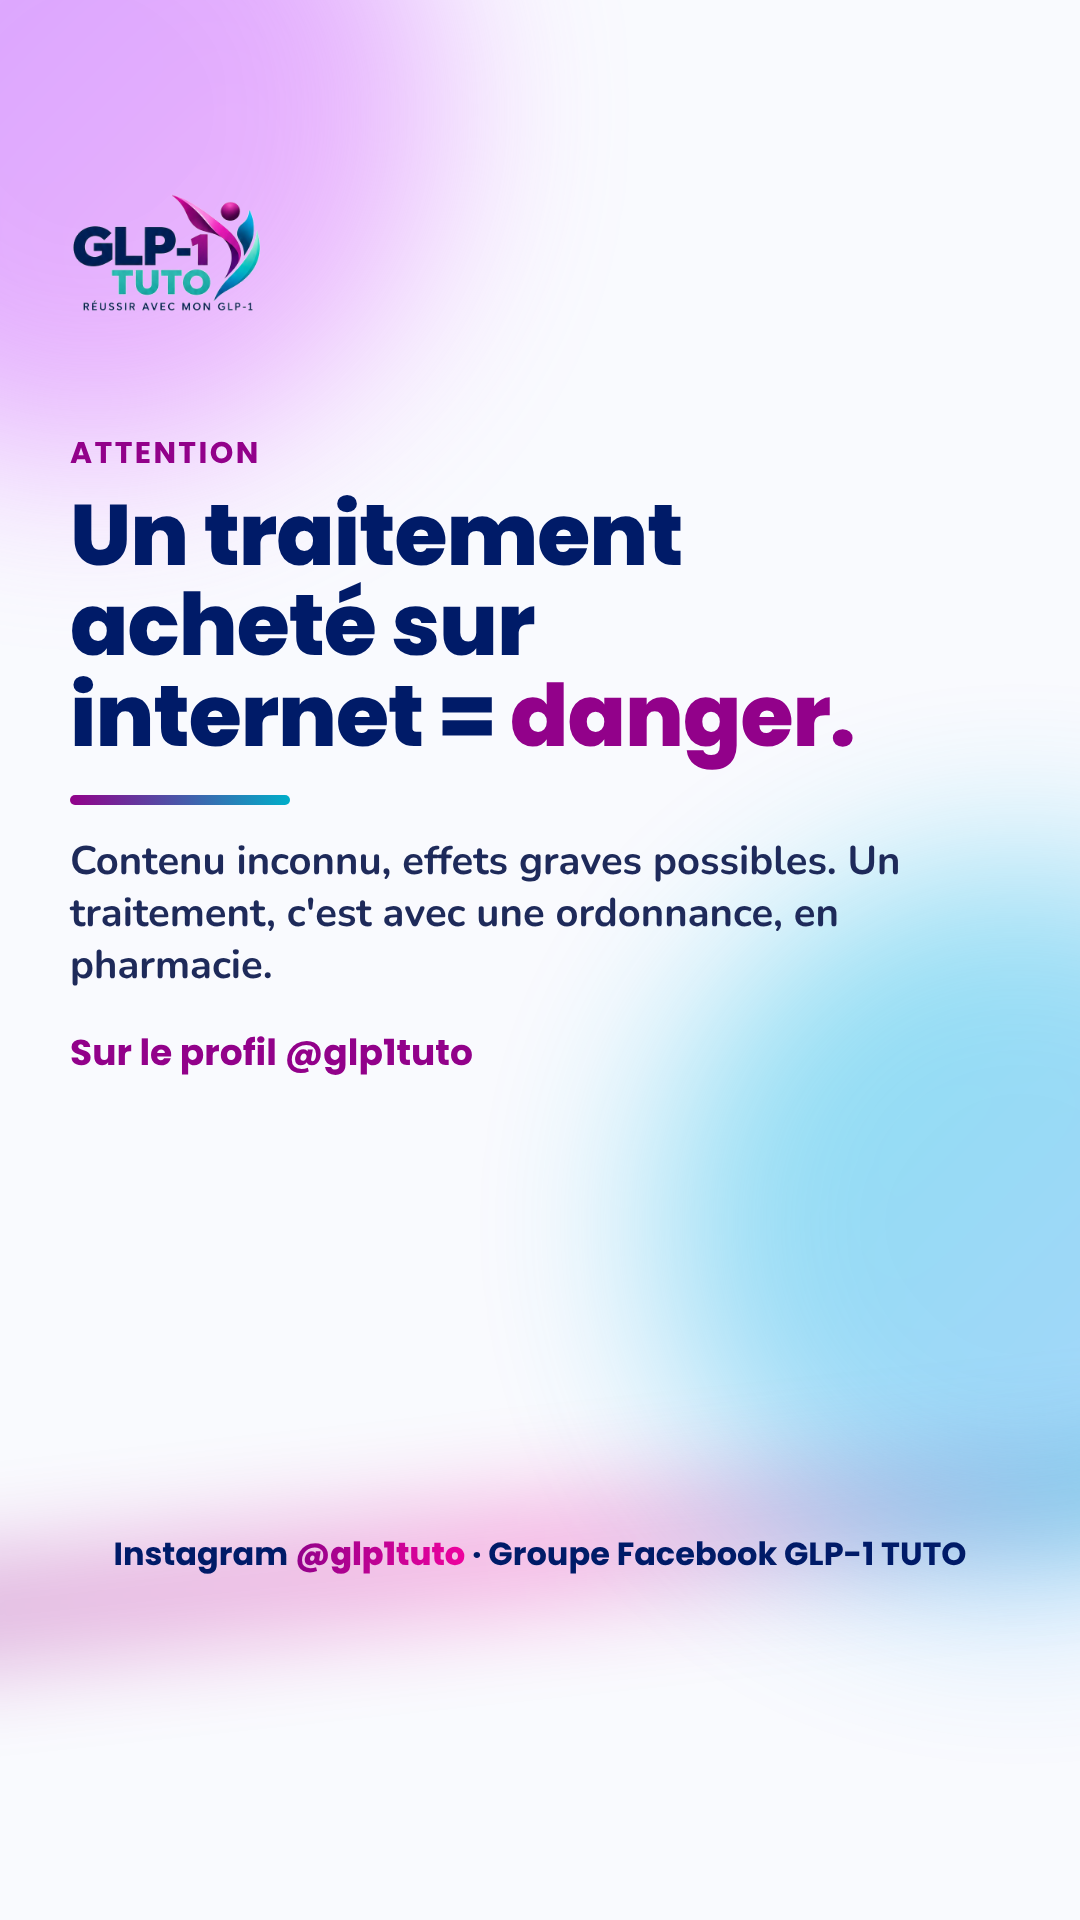 GLP-1
TUTO
RÉUSSIR AVEC MON GLP-1
ATTENTION
Un traitement
acheté sur
internet = danger.
Contenu inconnu, effets graves possibles. Un
traitement, c'est avec une ordonnance, en
pharmacie.
Sur le profil @glp1tuto
Instagram @glp1tuto · Groupe Facebook GLP-1 TUTO